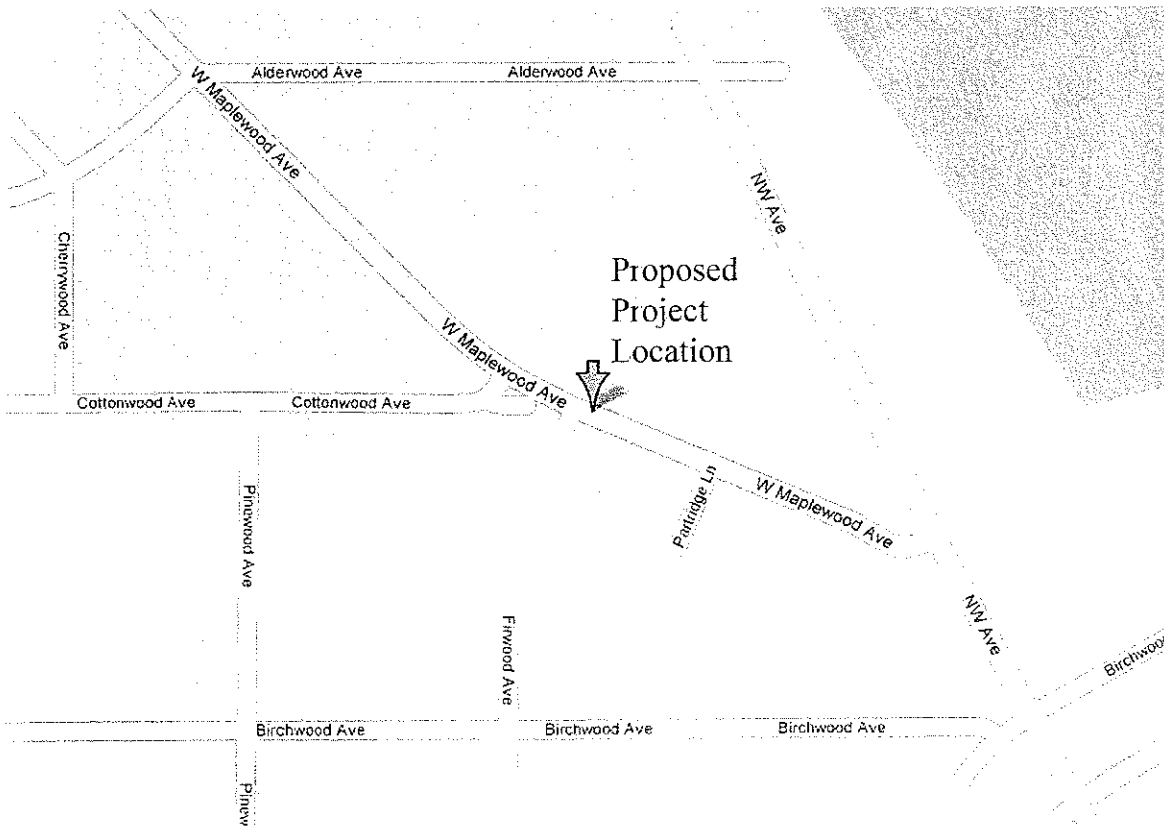 Alderwood Ave
Alderwood Ave
W Maplewood Ave
NW Ave
Cherrywood Ave
Proposed
Project
Location
W Maplewood Ave
Cottonwood Ave
Cottonwood Ave
Partridge Ln
W Maplewood Ave
Pinewood Ave
Firwood Ave
NW Ave
Birchwood
Birchwood Ave
Birchwood Ave
Birchwood Ave
Pinew